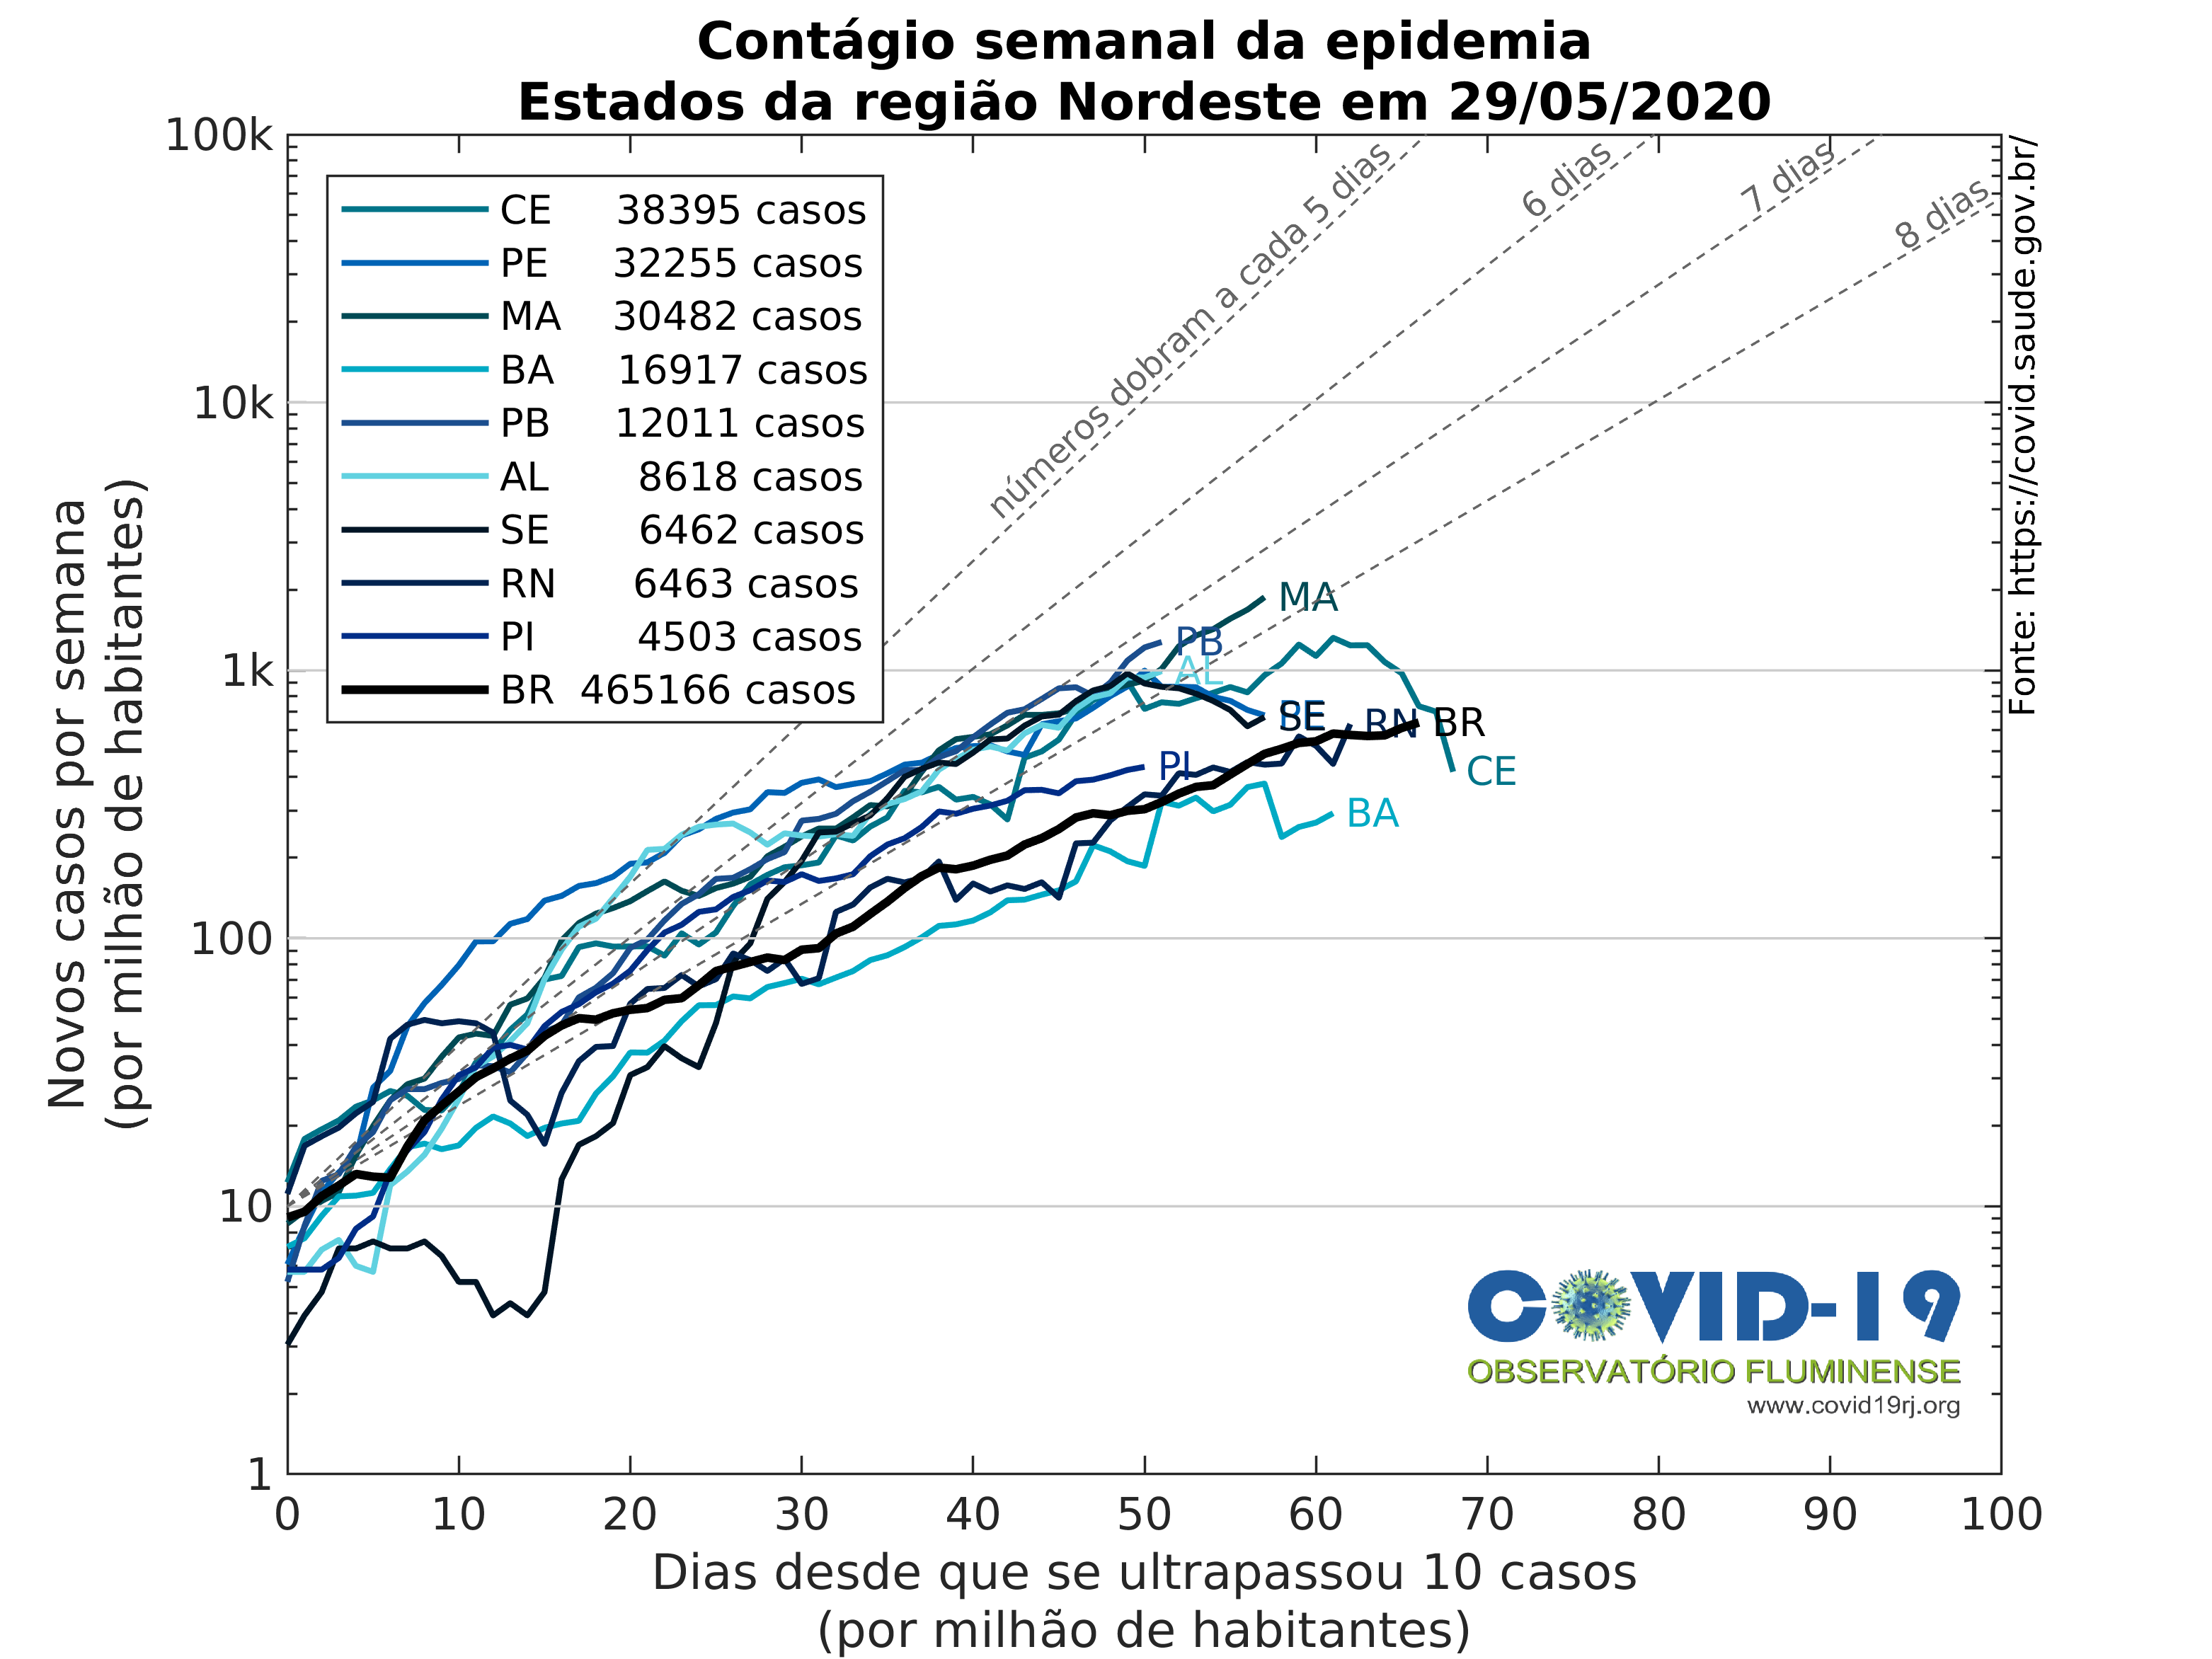 Contágio semanal da epidemia
Estados da região Nordeste em 29/05/2020
Novos casos por semana
(por milhão de habitantes)
100k
10k
1k
100
10
1
CE 38395 casos
PE 32255 casos
MA 30482 casos
BA 16917 casos
PB 12011 casos
AL 8618 casos
SE 6462 casos
RN 6463 casos
PI 4503 casos
BR 465166 casos
números dobram a cada 5 dias
6 dias
7 dias
8 dias
Fonte: https://covid.saude.gov.br/
MA
PB
AL
PE
SE
RN
BR
PI
CE
BA
COVID-19
OBSERVATÓRIO FLUMINENSE
www.covid19rj.org
0 10 20 30 40 50 60 70 80 90 100
Dias desde que se ultrapassou 10 casos
(por milhão de habitantes)